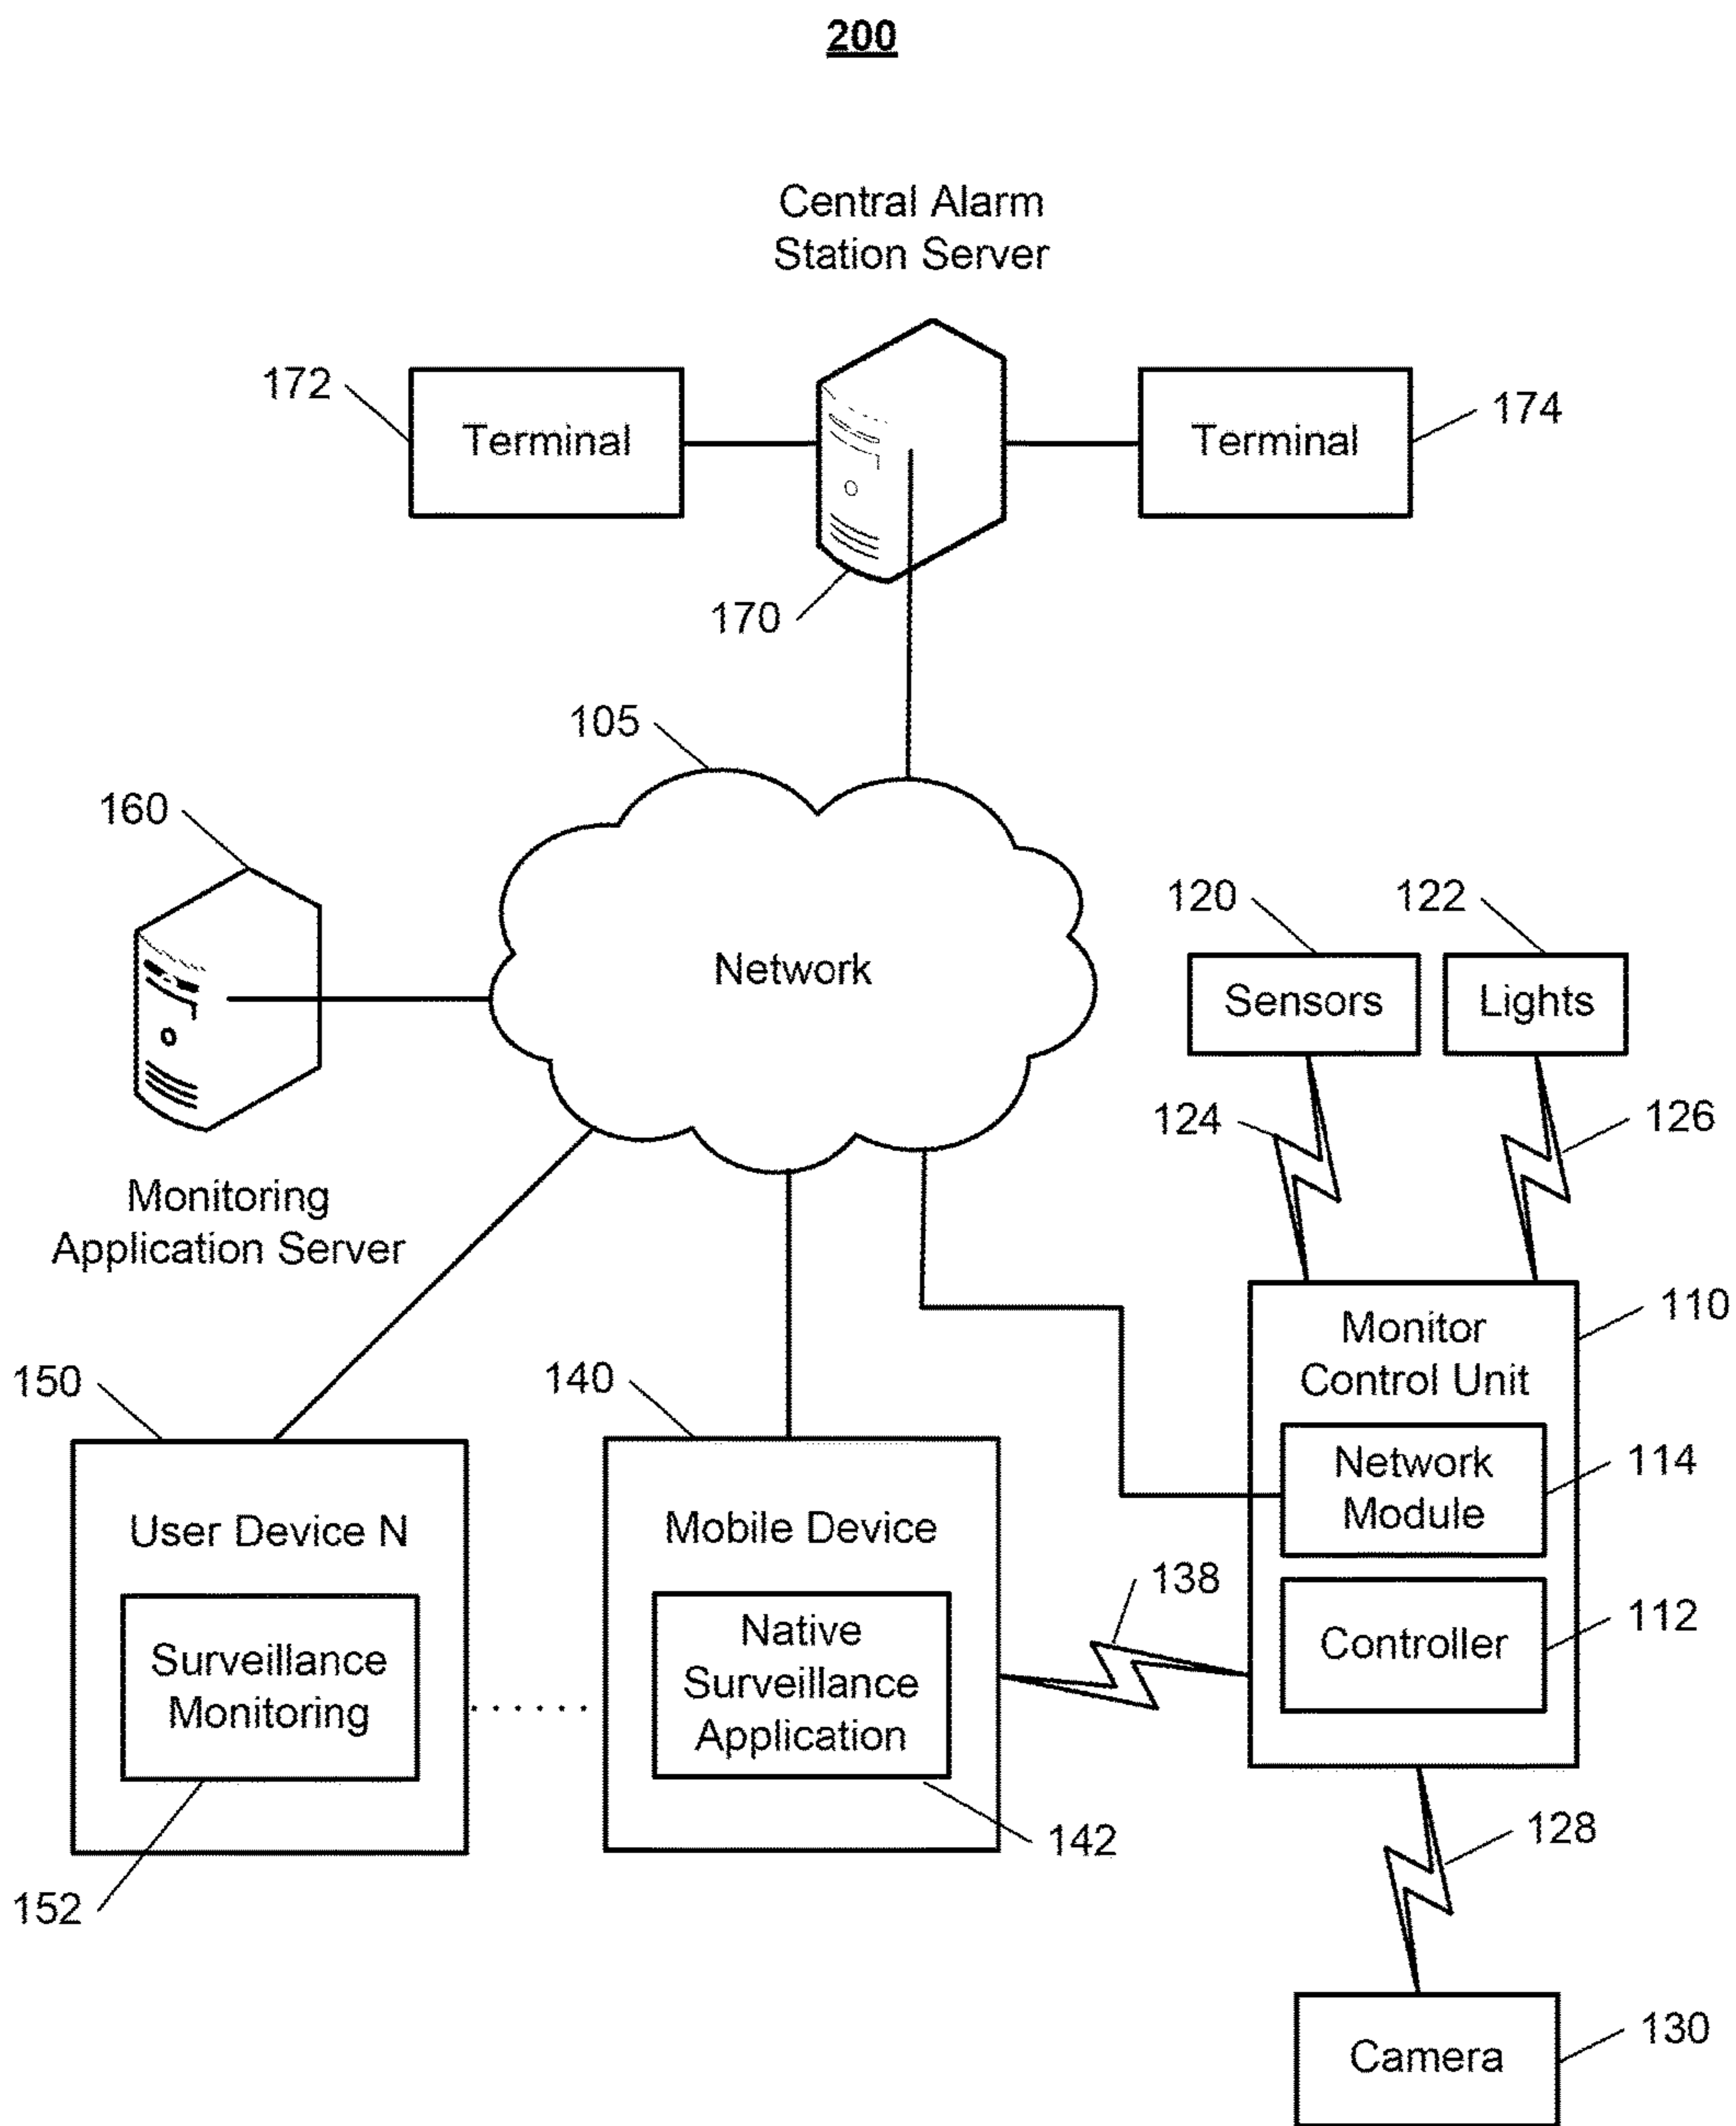 200
Central Alarm
Station Server
172
Terminal
Terminal
174
170
105
160
Network
120
122
Sensors
Lights
124
126
Monitoring
Application Server
110
Monitor
Control Unit
150
140
Network
Module
114
User Device N
Mobile Device
138
Controller
112
Surveillance
Monitoring
......
Native
Surveillance
Application
152
142
128
Camera
130